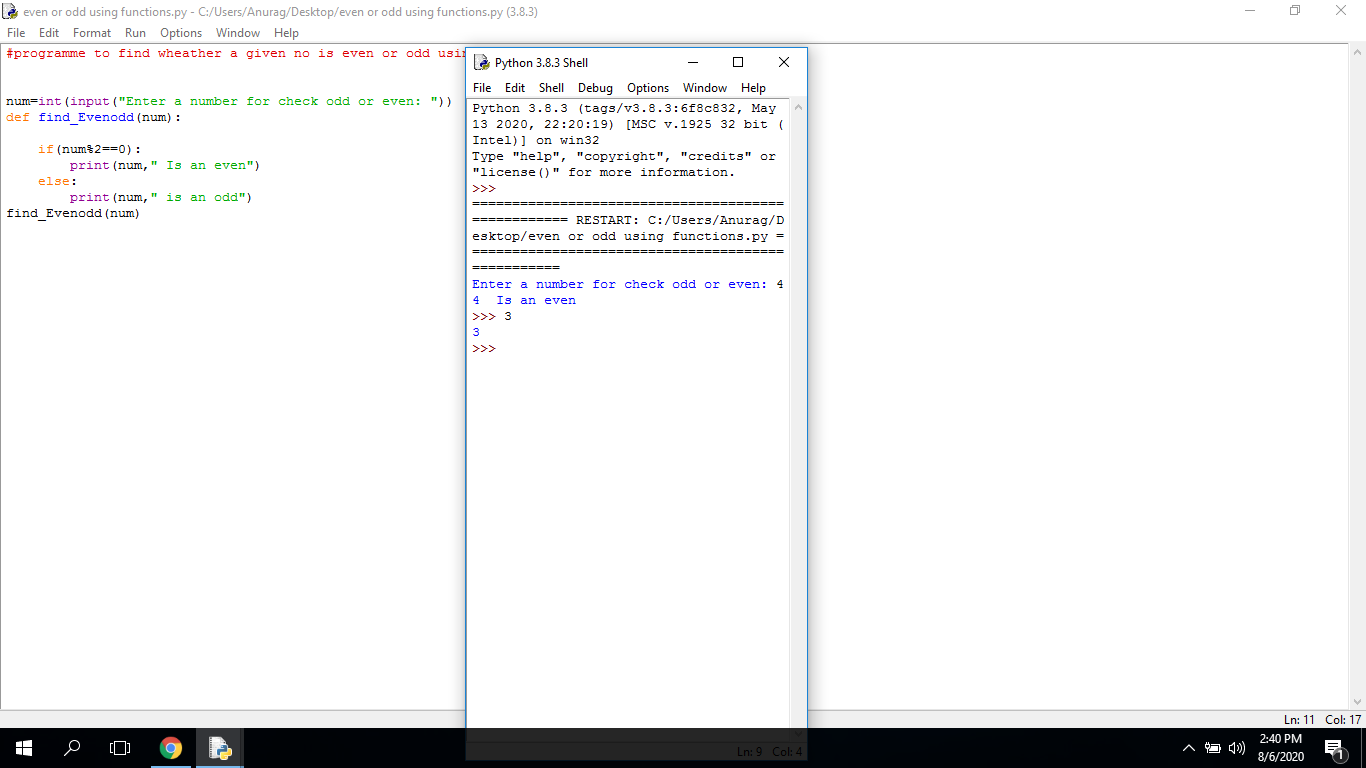 even or odd using functions.py - C:/Users/Anurag/Desktop/even or odd using functions.py (3.8.3)
File Edit Format Run Options Window Help
#programme to find wheather a given no is even or odd usin
num=int(input("Enter a number for check odd or even: "))
def find_Evenodd(num):
if(num%2==0):
print(num," Is an even")
else:
print(num," is an odd")
find_Evenodd(num)
Python 3.8.3 Shell
File Edit Shell Debug Options Window Help
Python 3.8.3 (tags/v3.8.3:6f8c832, May
13 2020, 22:20:19) [MSC v.1925 32 bit (
Intel)] on win32
Type "help", "copyright", "credits" or
"license()" for more information.
>>>
=======================================
============ RESTART: C:/Users/Anurag/D
esktop/even or odd using functions.py =
=======================================
===========
Enter a number for check odd or even: 4
4  Is an even
>>> 3
3
>>>
Ln: 11 Col: 17
Ln: 9 Col: 4
2:40 PM
8/6/2020
1